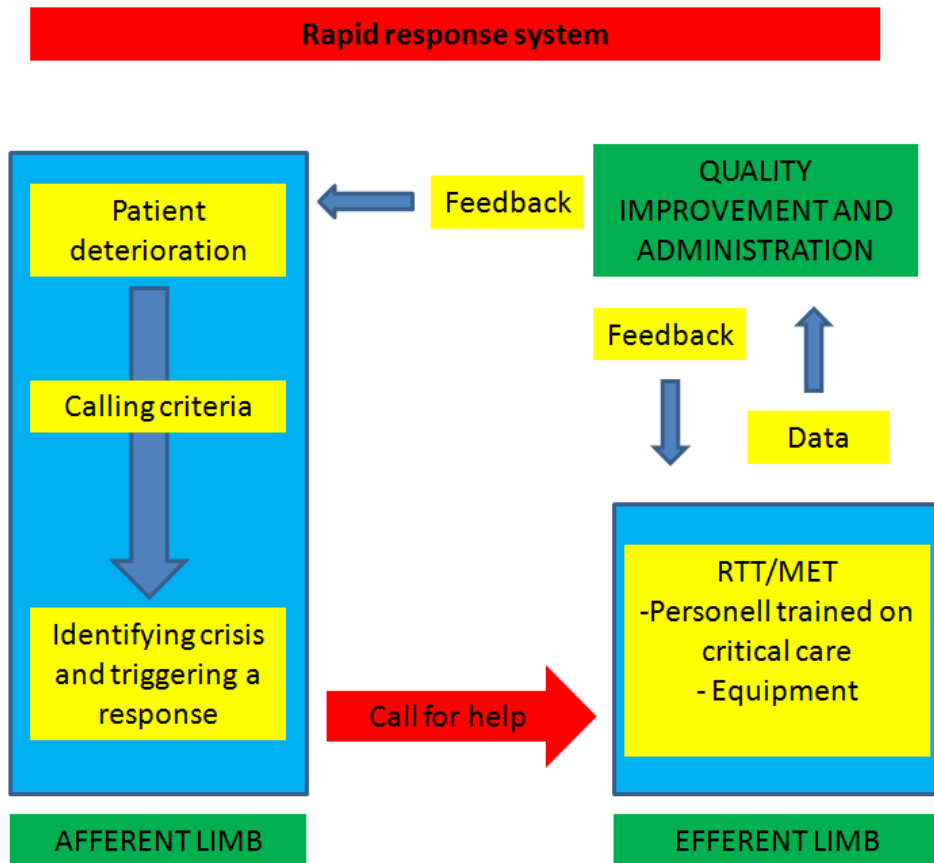 Rapid response system
Patient
deterioration
Calling criteria
Identifying crisis
and triggering a
response
AFFERENT LIMB
Call for help
Feedback
QUALITY
IMPROVEMENT AND
ADMINISTRATION
Feedback
Data
RTT/MET
-Personell trained on
critical care
- Equipment
EFFERENT LIMB